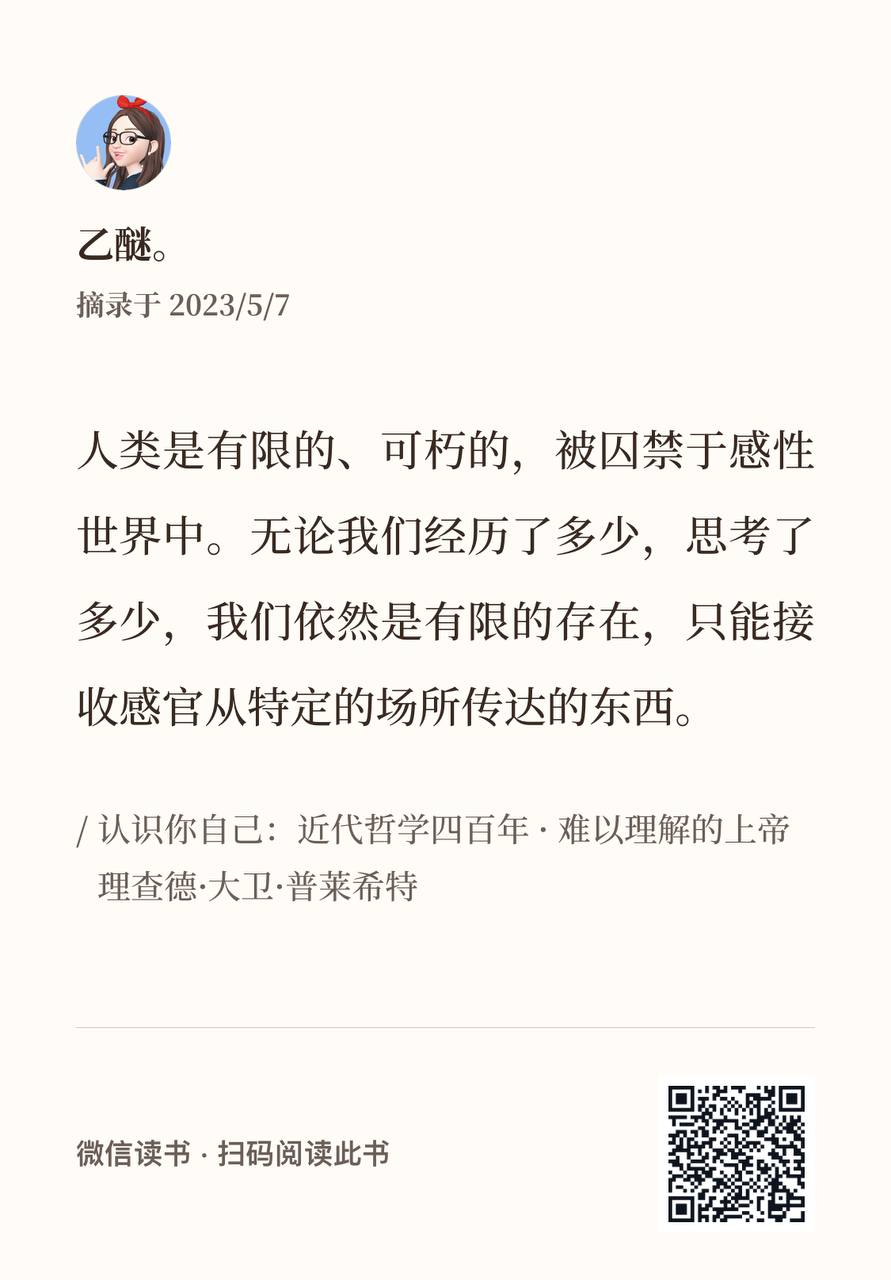 乙醚。
摘录于 2023/5/7
人类是有限的、可朽的，被囚禁于感性
世界中。无论我们经历了多少，思考了
多少，我们依然是有限的存在，只能接
收感官从特定的场所传达的东西。
/ 认识你自己：近代哲学四百年 · 难以理解的上帝
理查德·大卫·普莱希特
微信读书 · 扫码阅读此书